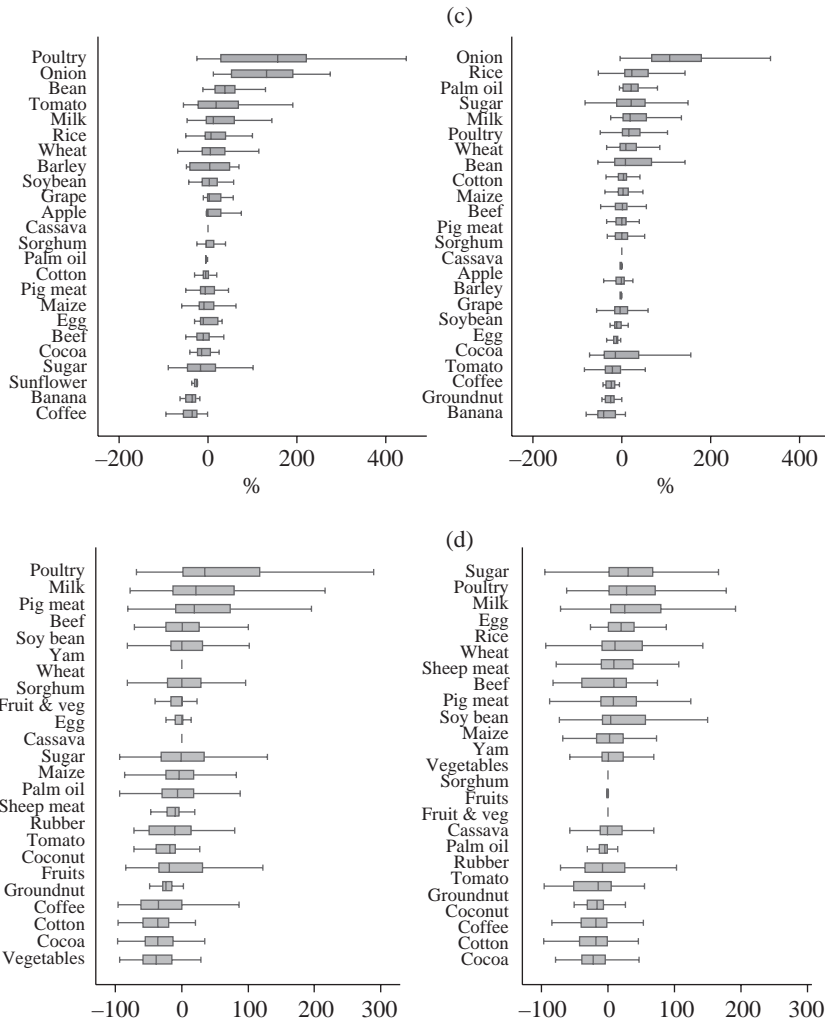 (c)
Poultry
Onion
Bean
Tomato
Milk
Rice
Wheat
Barley
Soybean
Grape
Apple
Cassava
Sorghum
Palm oil
Cotton
Pig meat
Maize
Egg
Beef
Cocoa
Sugar
Sunflower
Banana
Coffee
–200 0 200 400
%
Onion
Rice
Palm oil
Sugar
Milk
Poultry
Wheat
Bean
Cotton
Maize
Beef
Pig meat
Sorghum
Cassava
Apple
Barley
Grape
Soybean
Egg
Cocoa
Tomato
Coffee
Groundnut
Banana
–200 0 200 400
%
(d)
Poultry
Milk
Pig meat
Beef
Soy bean
Yam
Wheat
Sorghum
Fruit & veg
Egg
Cassava
Sugar
Maize
Palm oil
Sheep meat
Rubber
Tomato
Coconut
Fruits
Groundnut
Coffee
Cotton
Cocoa
Vegetables
–100 0 100 200 300
Sugar
Poultry
Milk
Egg
Rice
Wheat
Sheep meat
Beef
Pig meat
Soy bean
Maize
Yam
Vegetables
Sorghum
Fruits
Fruit & veg
Cassava
Palm oil
Rubber
Tomato
Groundnut
Coconut
Coffee
Cotton
Cocoa
–100 0 100 200 300